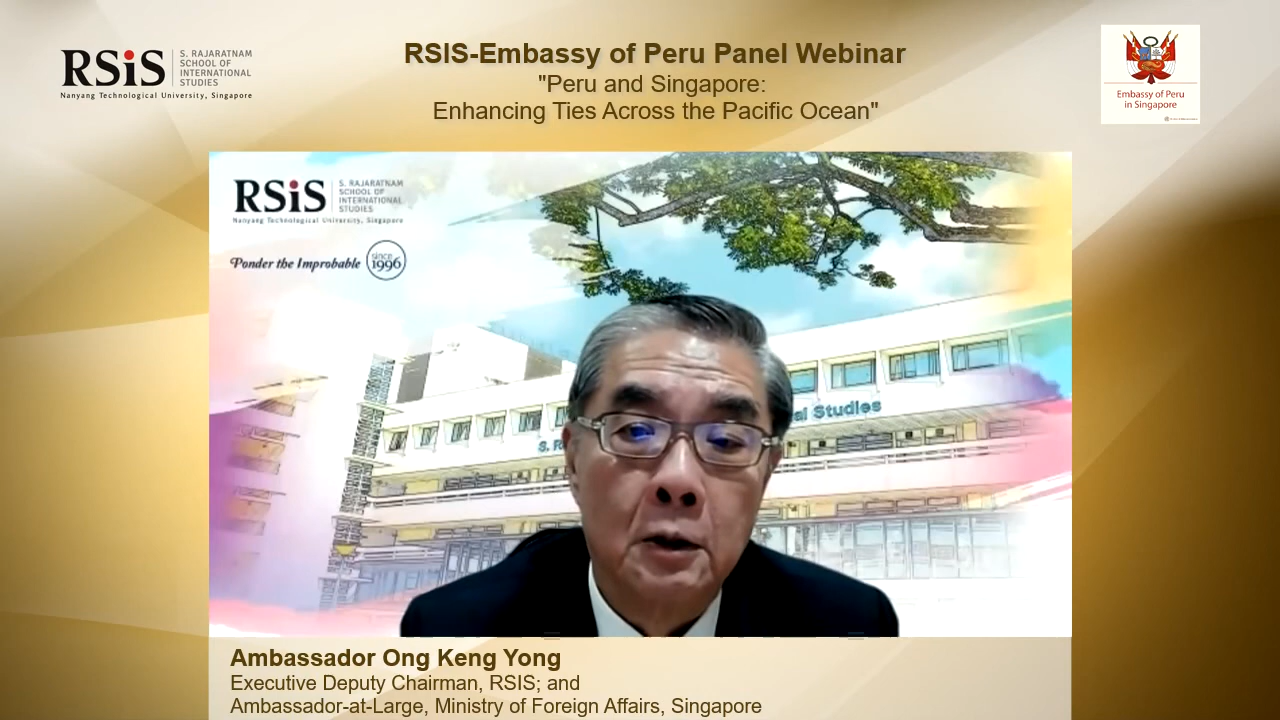 RSiS
S. RAJARATNAM
SCHOOL OF
INTERNATIONAL
STUDIES
Nanyang Technological University, Singapore
RSIS-Embassy of Peru Panel Webinar
"Peru and Singapore:
Enhancing Ties Across the Pacific Ocean"
Embassy of Peru
in Singapore
RSiS
S. RAJARATNAM
SCHOOL OF
INTERNATIONAL
STUDIES
Nanyang Technological University, Singapore
Ponder the Improbable
since
1996
S. R
al Studies
Ambassador Ong Keng Yong
Executive Deputy Chairman, RSIS; and
Ambassador-at-Large, Ministry of Foreign Affairs, Singapore